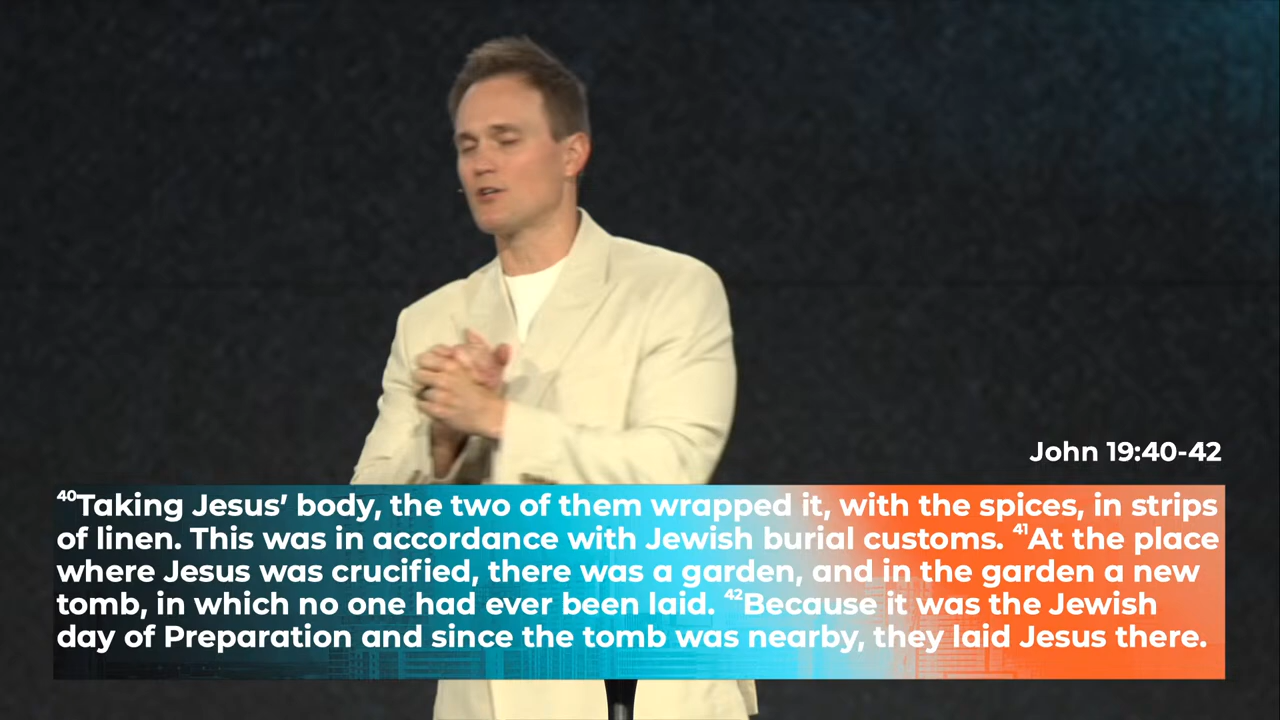 John 19:40-42
⁴⁰Taking Jesus’ body, the two of them wrapped it, with the spices, in strips
of linen. This was in accordance with Jewish burial customs. ⁴¹At the place
where Jesus was crucified, there was a garden, and in the garden a new
tomb, in which no one had ever been laid. ⁴²Because it was the Jewish
day of Preparation and since the tomb was nearby, they laid Jesus there.